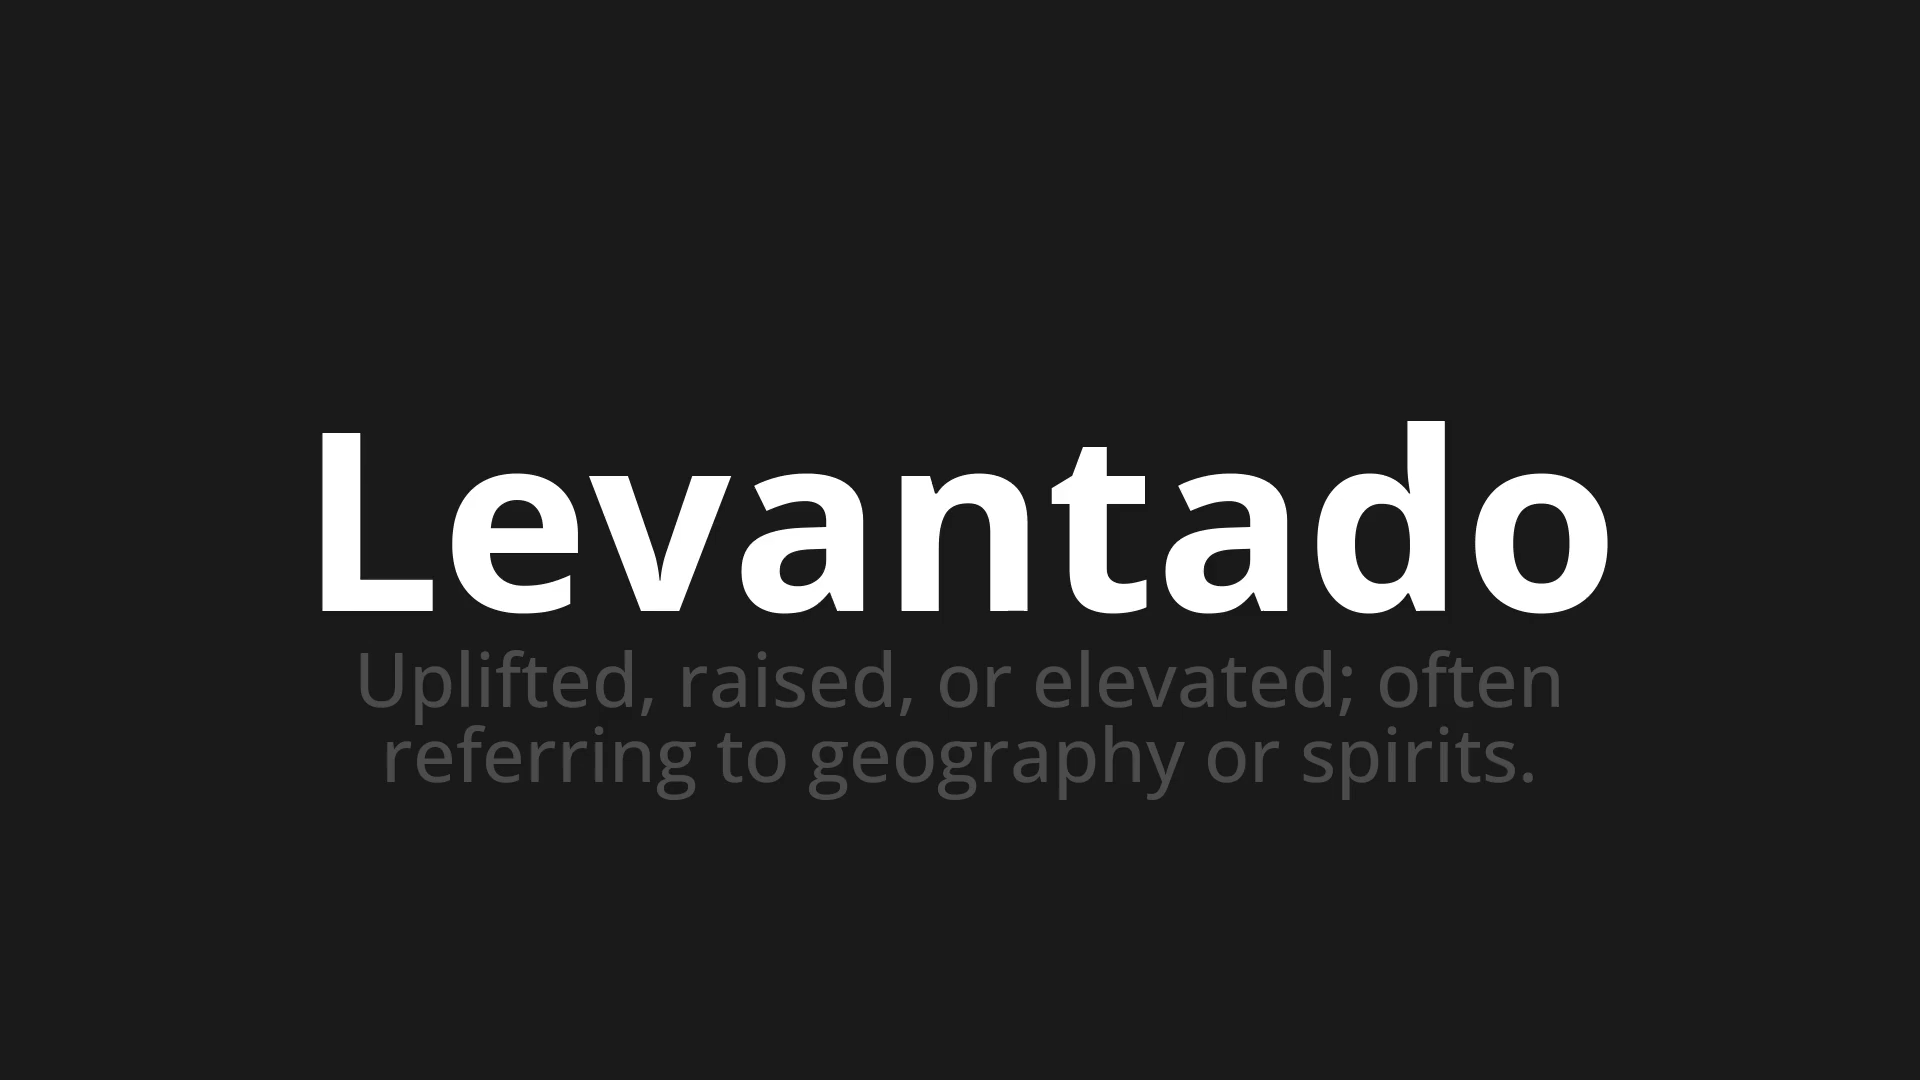 Levantado
Uplifted, raised, or elevated; often
referring to geography or spirits.